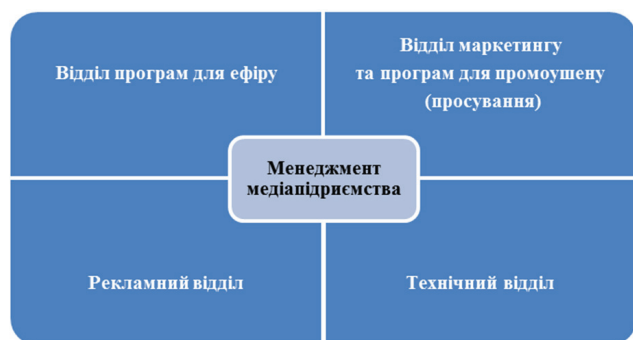 Відділ програм для ефіру
Відділ маркетингу
та програм для промоушену
(просування)
Менеджмент
медіапідприємства
Рекламний відділ
Технічний відділ